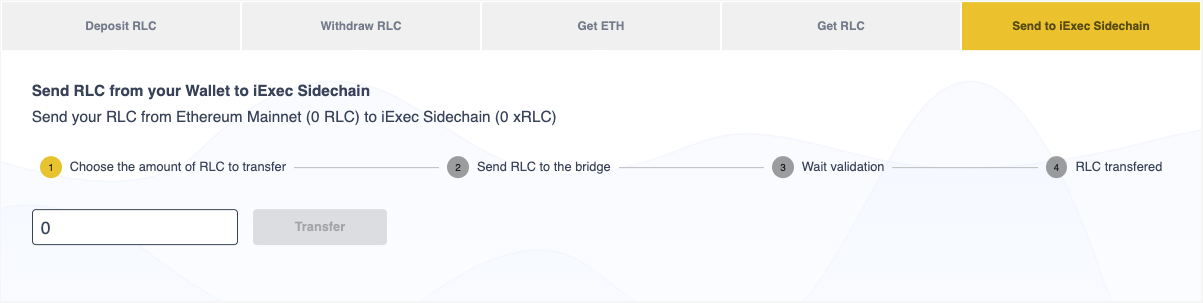 Deposit RLC
Withdraw RLC
Get ETH
Get RLC
Send to iExec Sidechain
Send RLC from your Wallet to iExec Sidechain
Send your RLC from Ethereum Mainnet (0 RLC) to iExec Sidechain (0 xRLC)
1 Choose the amount of RLC to transfer
2 Send RLC to the bridge
3 Wait validation
4 RLC transfered
0
Transfer